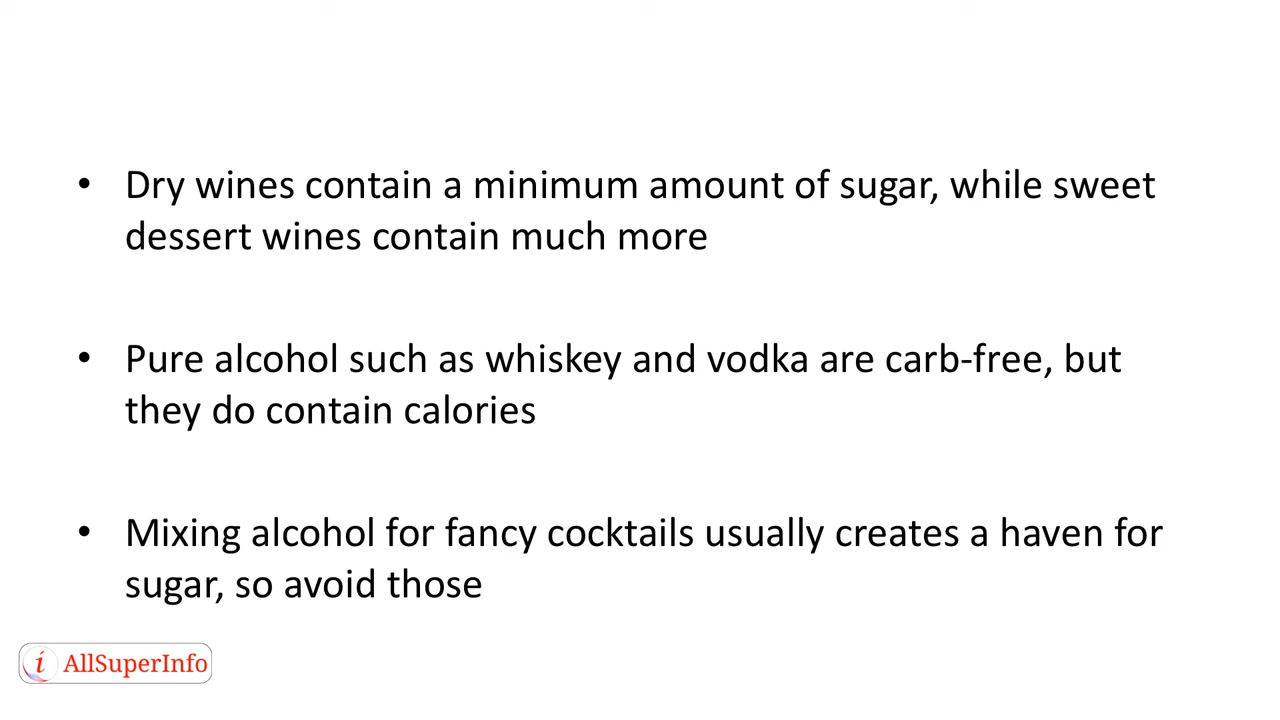 • Dry wines contain a minimum amount of sugar, while sweet
dessert wines contain much more
• Pure alcohol such as whiskey and vodka are carb-free, but
they do contain calories
• Mixing alcohol for fancy cocktails usually creates a haven for
sugar, so avoid those
i AllSuperInfo